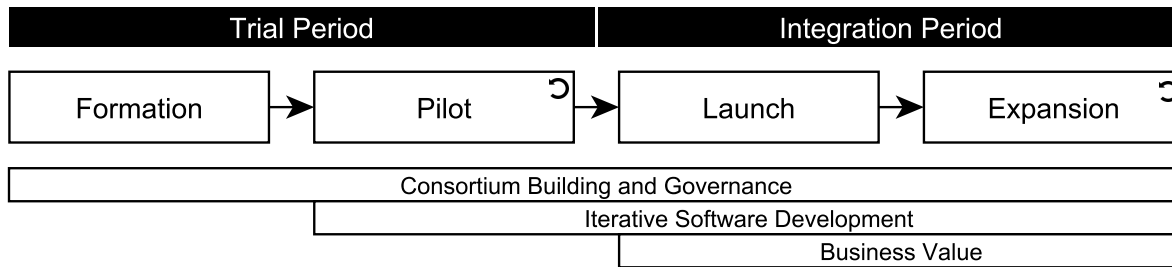 Trial Period
Integration Period
Formation
Pilot
Launch
Expansion
Consortium Building and Governance
Iterative Software Development
Business Value